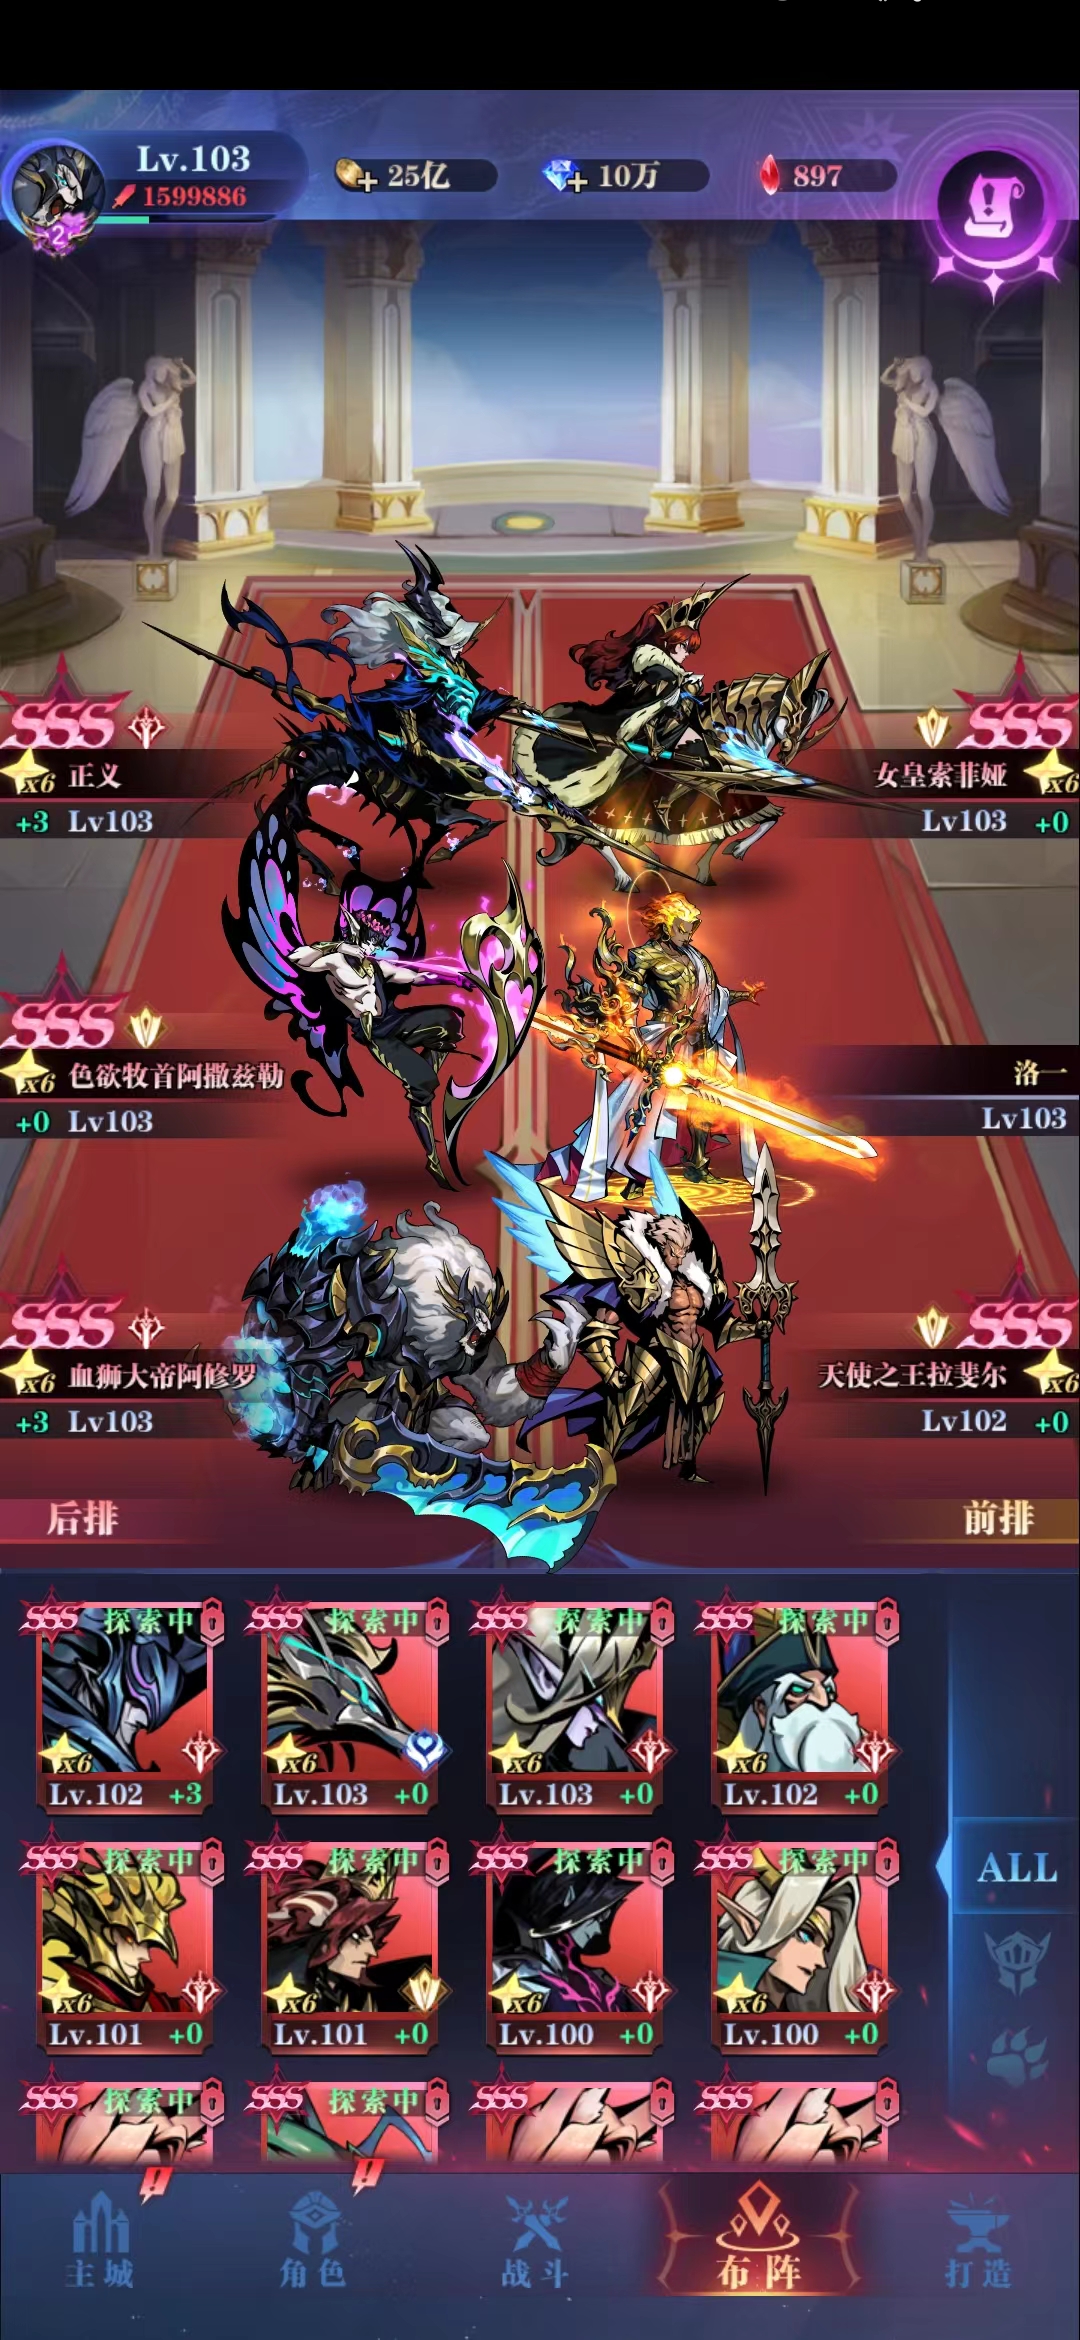 Lv.103
1599886
25亿
10万
897
2
SSS
SSS
x6 正义
女皇索菲娅 x6
+3 Lv103
Lv103 +0
SSS
x6 色欲牧首阿撒兹勒
洛一
+0 Lv103
Lv103
SSS
SSS
x6 血狮大帝阿修罗
天使之王拉斐尔 x6
+3 Lv103
Lv102 +0
后排
前排
SSS 探索中
SSS 探索中
SSS 探索中
SSS 探索中
x6
x6
x6
x6
Lv.102 +3
Lv.103 +0
Lv.103 +0
Lv.102 +0
SSS 探索中
SSS 探索中
SSS 探索中
SSS 探索中
ALL
x6
x6
x6
x6
Lv.101 +0
Lv.101 +0
Lv.100 +0
Lv.100 +0
SSS 探索中
SSS 探索中
SSS
SSS
主城
角色
战斗
布阵
打造